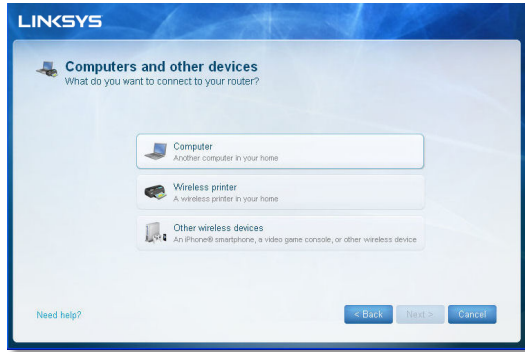 LINKSYS
Computers and other devices
What do you want to connect to your router?
Computer
Another computer in your home
Wireless printer
A wireless printer in your home
Other wireless devices
An iPhone® smartphone, a video game console, or other wireless device
Need help?
< Back
Next >
Cancel